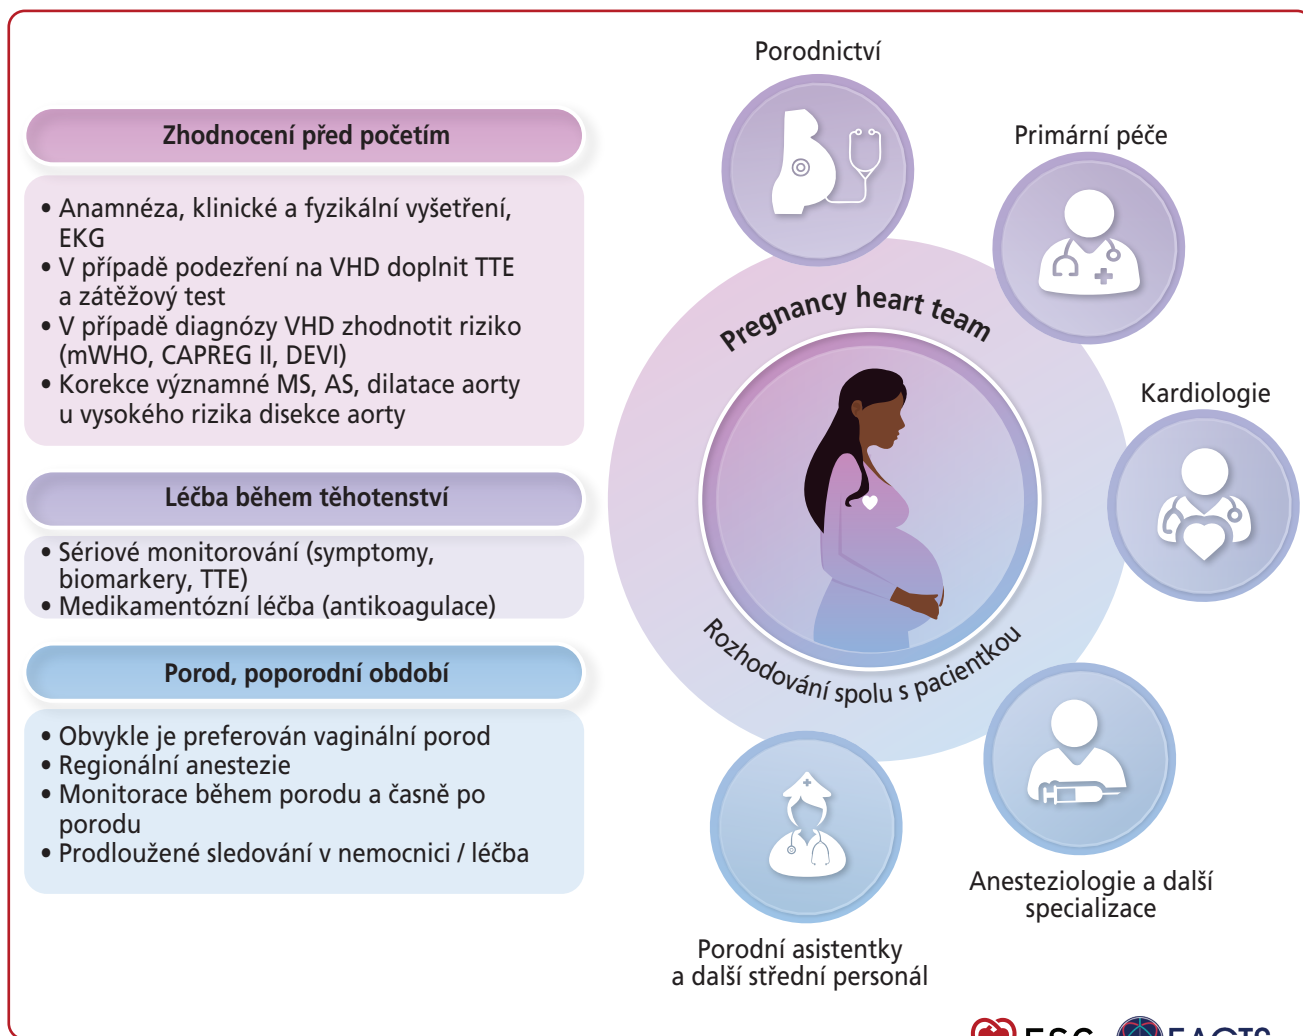 Zhodnocení před početím
• Anamnéza, klinické a fyzikální vyšetření,
EKG
• V případě podezření na VHD doplnit TTE
a zátěžový test
• V případě diagnózy VHD zhodnotit riziko
(mWHO, CAPREG II, DEVI)
• Korekce významné MS, AS, dilatace aorty
u vysokého rizika disekce aorty
Léčba během těhotenství
• Sériové monitorování (symptomy,
biomarkery, TTE)
• Medikamentózní léčba (antikoagulace)
Porod, poporodní období
• Obvykle je preferován vaginální porod
• Regionální anestezie
• Monitorace během porodu a časně po
porodu
• Prodloužené sledování v nemocnici / léčba
Porodnictví
Primární péče
Kardiologie
Anesteziologie a další
specializace
Porodní asistentky
a další střední personál
Pregnancy heart team
Rozhodování spolu s pacientkou
ESC
EACTS